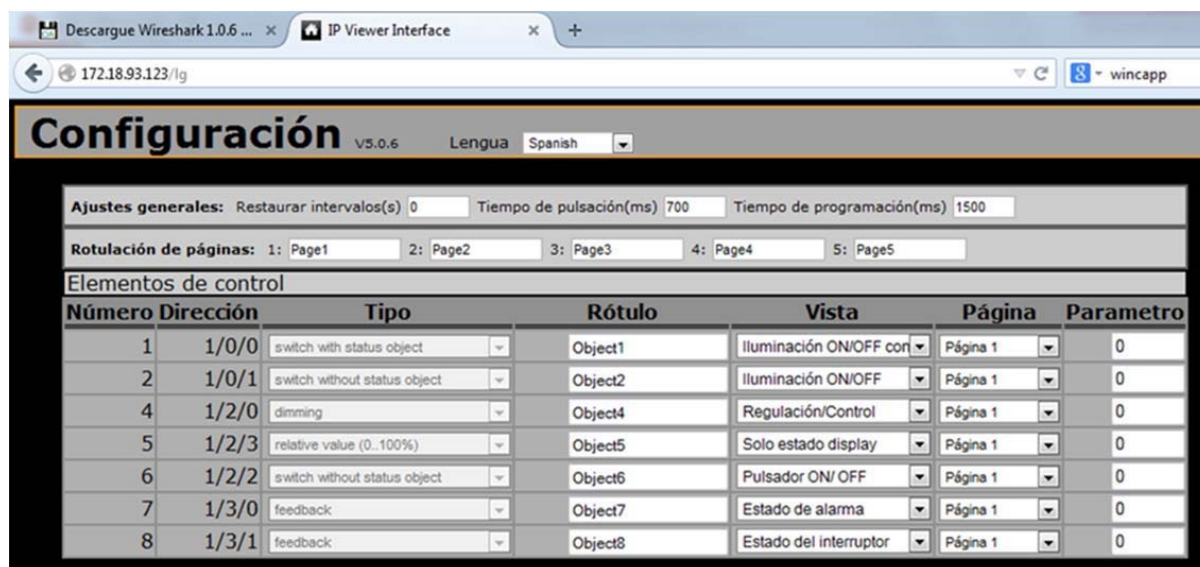 Descargue Wireshark 1.0.6 ... × IP Viewer Interface × +
172.18.93.123/lg 8 wincapp
Configuración V5.0.6 Lengua Spanish
Ajustes generales: Restaurar intervalos(s) 0 Tiempo de pulsación(ms) 700 Tiempo de programación(ms) 1500
Rotulación de páginas: 1: Page1 2: Page2 3: Page3 4: Page4 5: Page5
Elementos de control
Número Dirección Tipo Rótulo Vista Página Parametro
1 1/0/0 switch with status object Object1 Iluminación ON/OFF con Página 1 0
2 1/0/1 switch without status object Object2 Iluminación ON/OFF Página 1 0
4 1/2/0 dimming Object4 Regulación/Control Página 1 0
5 1/2/3 relative value (0..100%) Object5 Solo estado display Página 1 0
6 1/2/2 switch without status object Object6 Pulsador ON/ OFF Página 1 0
7 1/3/0 feedback Object7 Estado de alarma Página 1 0
8 1/3/1 feedback Object8 Estado del interruptor Página 1 0